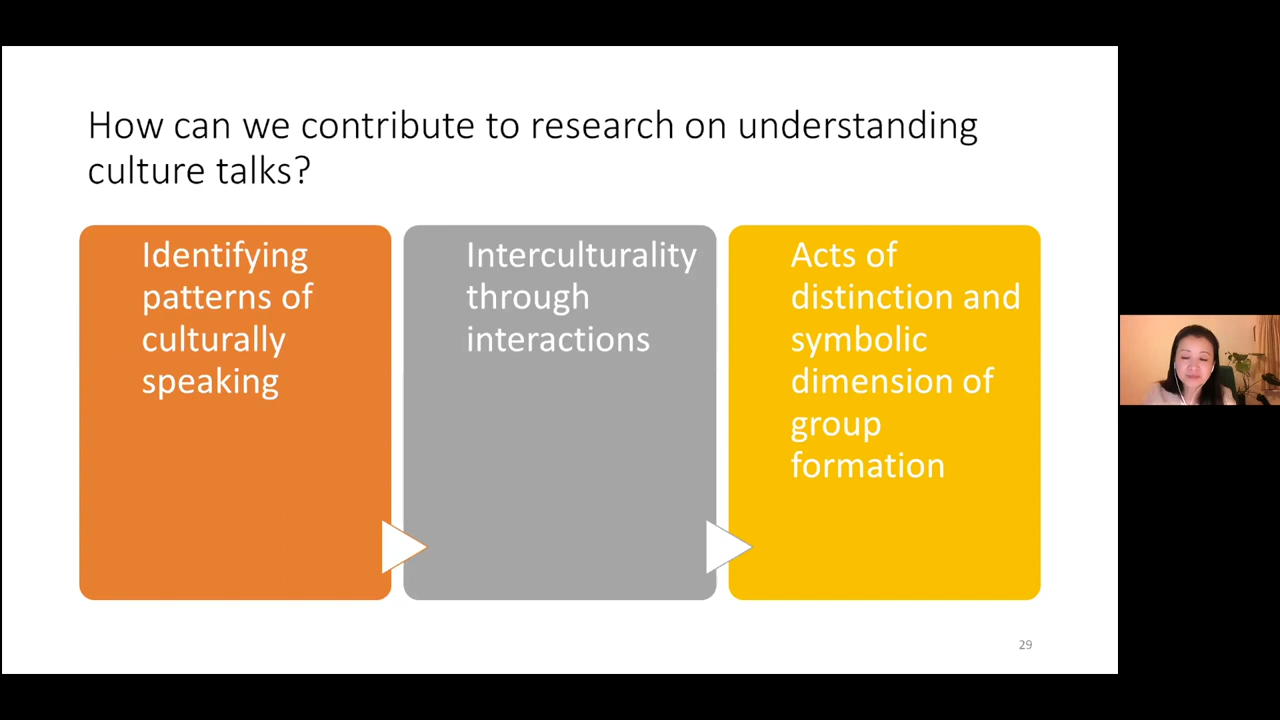 How can we contribute to research on understanding
culture talks?
Identifying
patterns of
culturally
speaking
Interculturality
through
interactions
Acts of
distinction and
symbolic
dimension of
group
formation
29